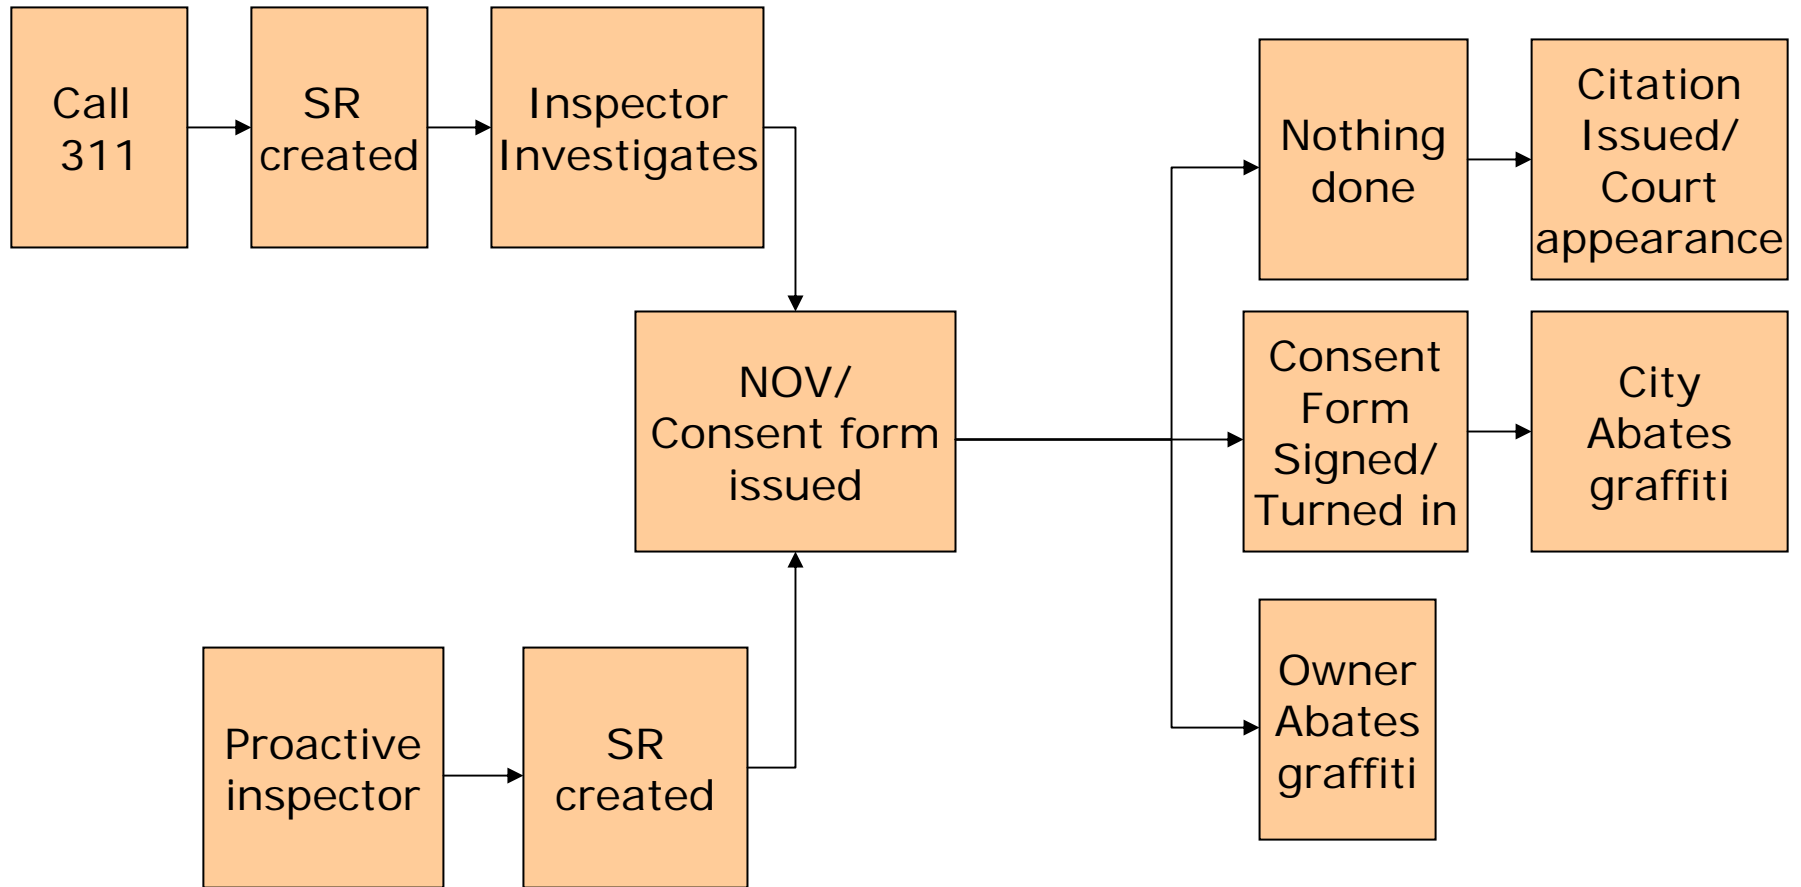 Call
311
SR
created
Inspector
Investigates
NOV/
Consent form
issued
Proactive
inspector
SR
created
Nothing
done
Citation
Issued/
Court
appearance
Consent
Form
Signed/
Turned in
City
Abates
graffiti
Owner
Abates
graffiti